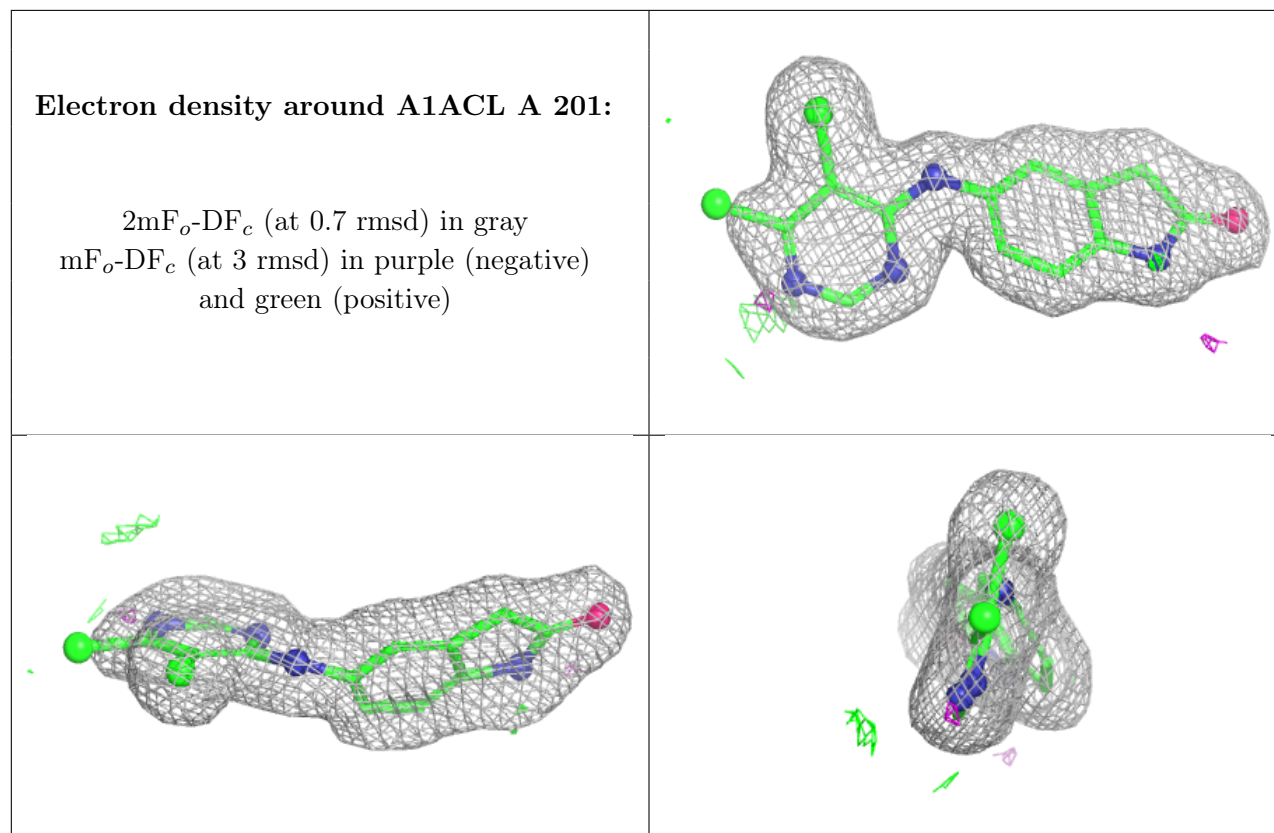 Electron density around A1ACL A 201:
2mFₒ-DF𝒸 (at 0.7 rmsd) in gray
mFₒ-DF𝒸 (at 3 rmsd) in purple (negative)
and green (positive)